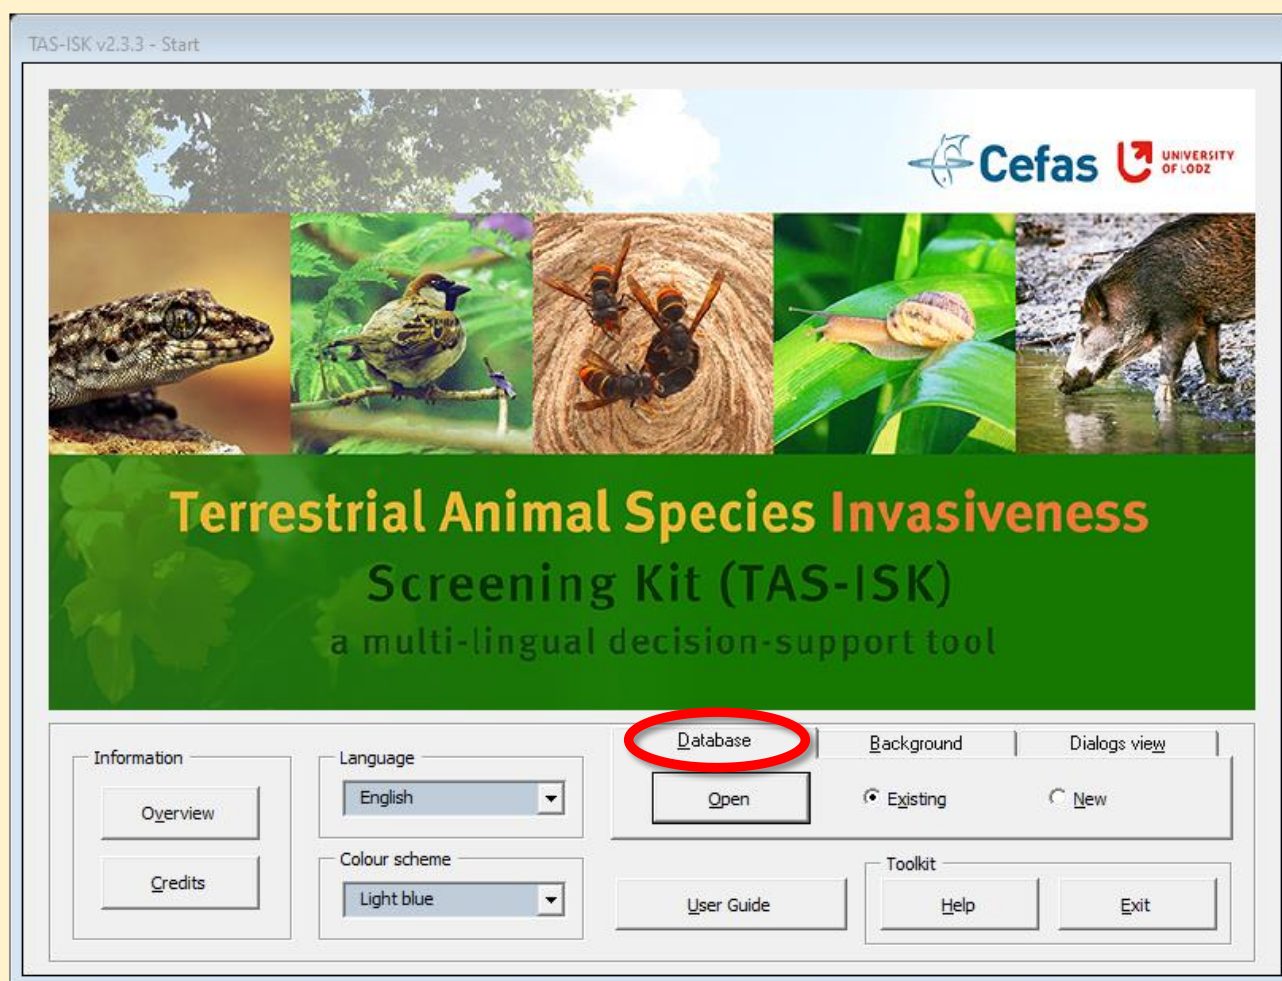 TAS-ISK v2.3.3 - Start
Cefas
UNIVERSITY
OF LODZ
Terrestrial Animal Species Invasiveness
Screening Kit (TAS-ISK)
a multi-lingual decision-support tool
Information
Overview
Credits
Language
English
Colour scheme
Light blue
Database
Background
Dialogs view
Open
Existing
New
User Guide
Toolkit
Help
Exit